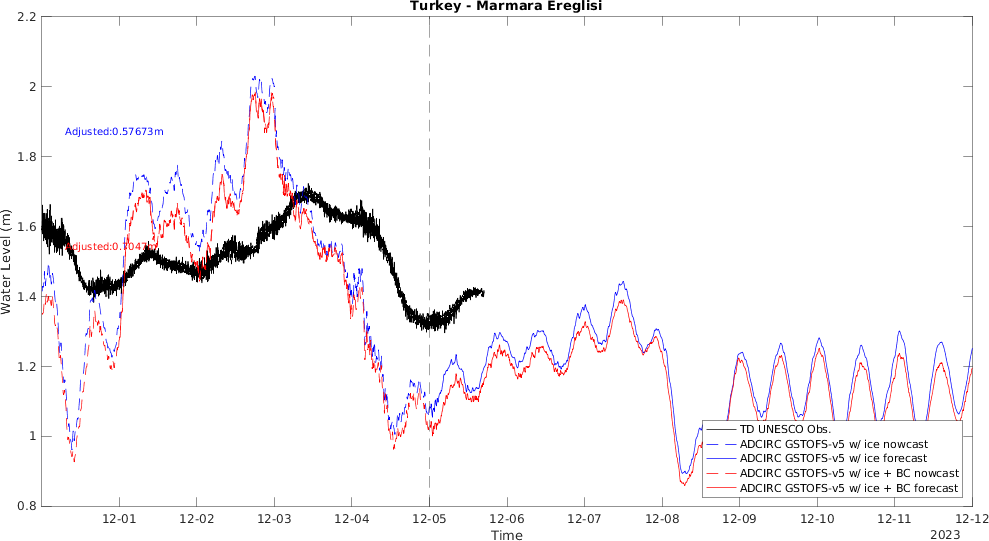 Turkey - Marmara Ereglisi
Water Level (m)
2.2
2
1.8
1.6
1.4
1.2
1
0.8
Adjusted:0.57673m
12-01
12-02
12-03
12-04
12-05
12-06
12-07
12-08
12-09
12-10
12-11
12-12
Time
2023
TD UNESCO Obs.
ADCIRC GSTOFS-v5 w/ ice nowcast
ADCIRC GSTOFS-v5 w/ ice forecast
ADCIRC GSTOFS-v5 w/ ice + BC nowcast
ADCIRC GSTOFS-v5 w/ ice + BC forecast